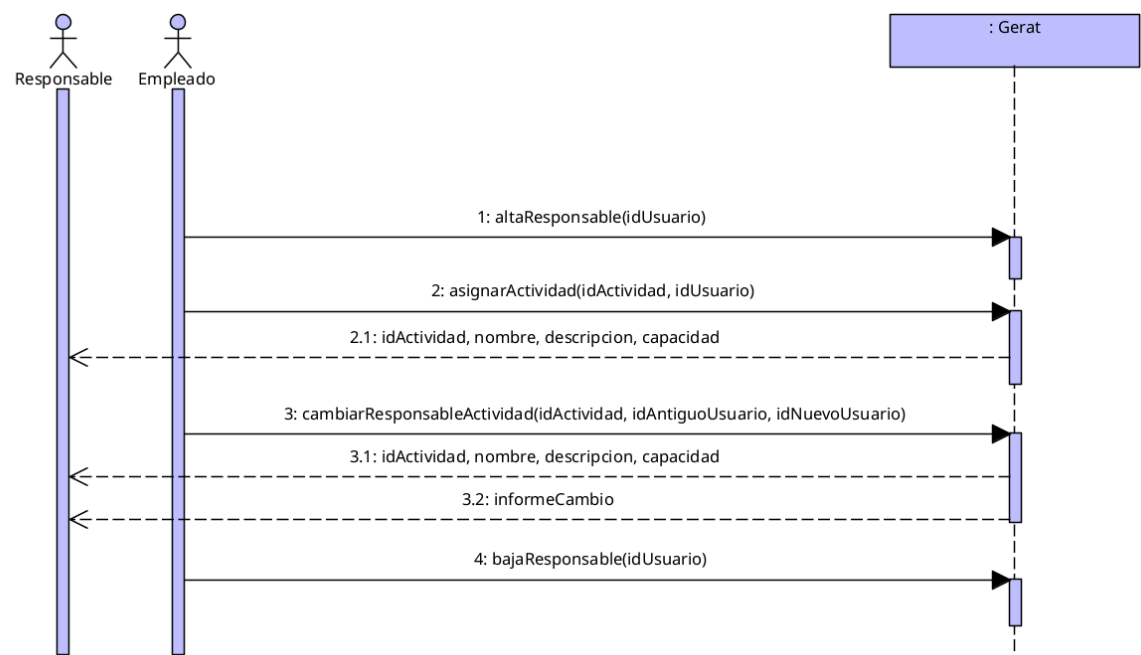 Responsable
Empleado
: Gerat
1: altaResponsable(idUsuario)
2: asignarActividad(idActividad, idUsuario)
2.1: idActividad, nombre, descripcion, capacidad
3: cambiarResponsableActividad(idActividad, idAntiguoUsuario, idNuevoUsuario)
3.1: idActividad, nombre, descripcion, capacidad
3.2: informeCambio
4: bajaResponsable(idUsuario)